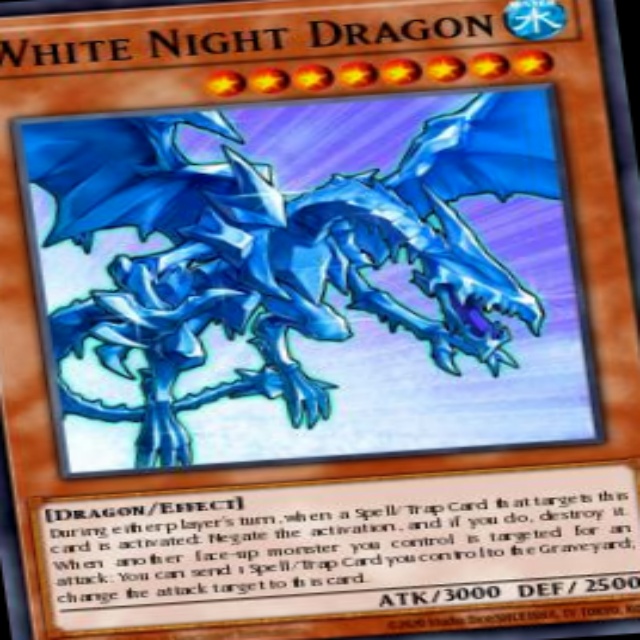 WHITE NIGHT DRAGON
WATER
水
[DRAGON/EFFECT]
During either player's turn, when a Spell/Trap Card that targets this
card is activated: Negate the activation, and if you do, destroy it.
When another face-up monster you control is targeted for an
attack: You can send 1 Spell/Trap Card you control to the Graveyard;
change the attack target to this card.
ATK/3000 DEF/2500